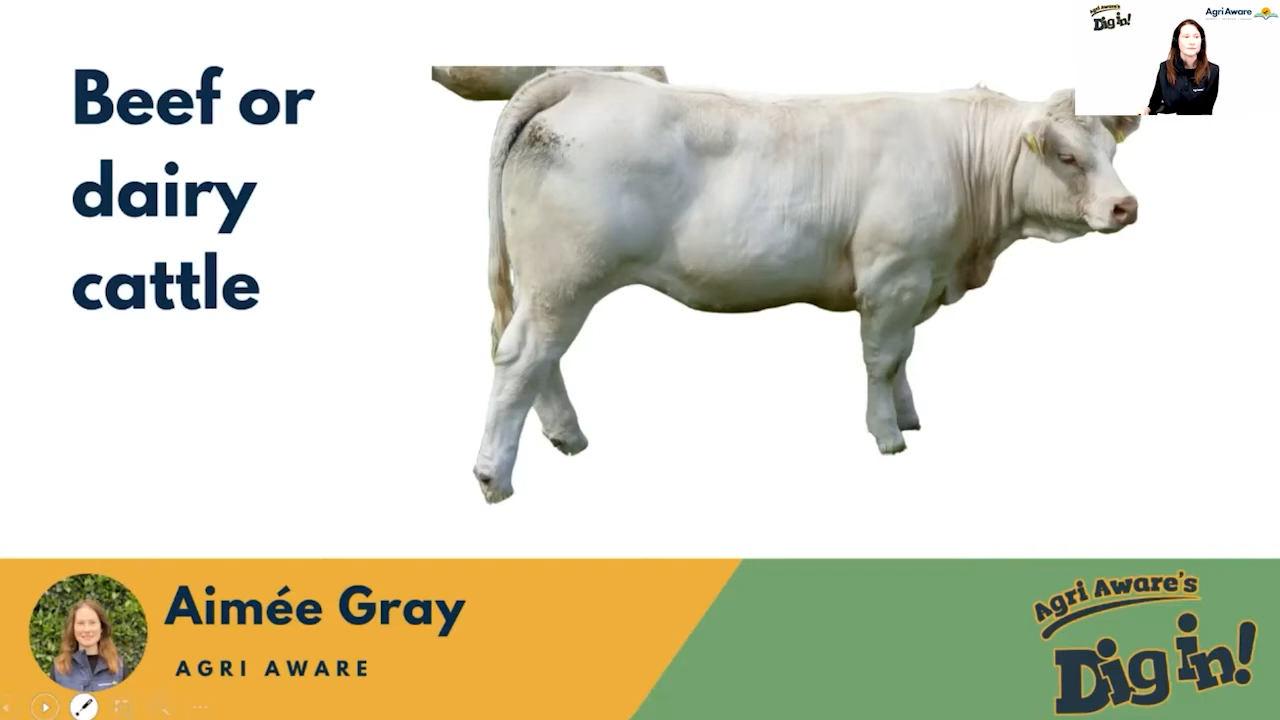 Agri Aware's
Dig in!
Agri Aware
Beef or
dairy
cattle
Aimée Gray
AGRI AWARE
Agri Aware's
Dig in!